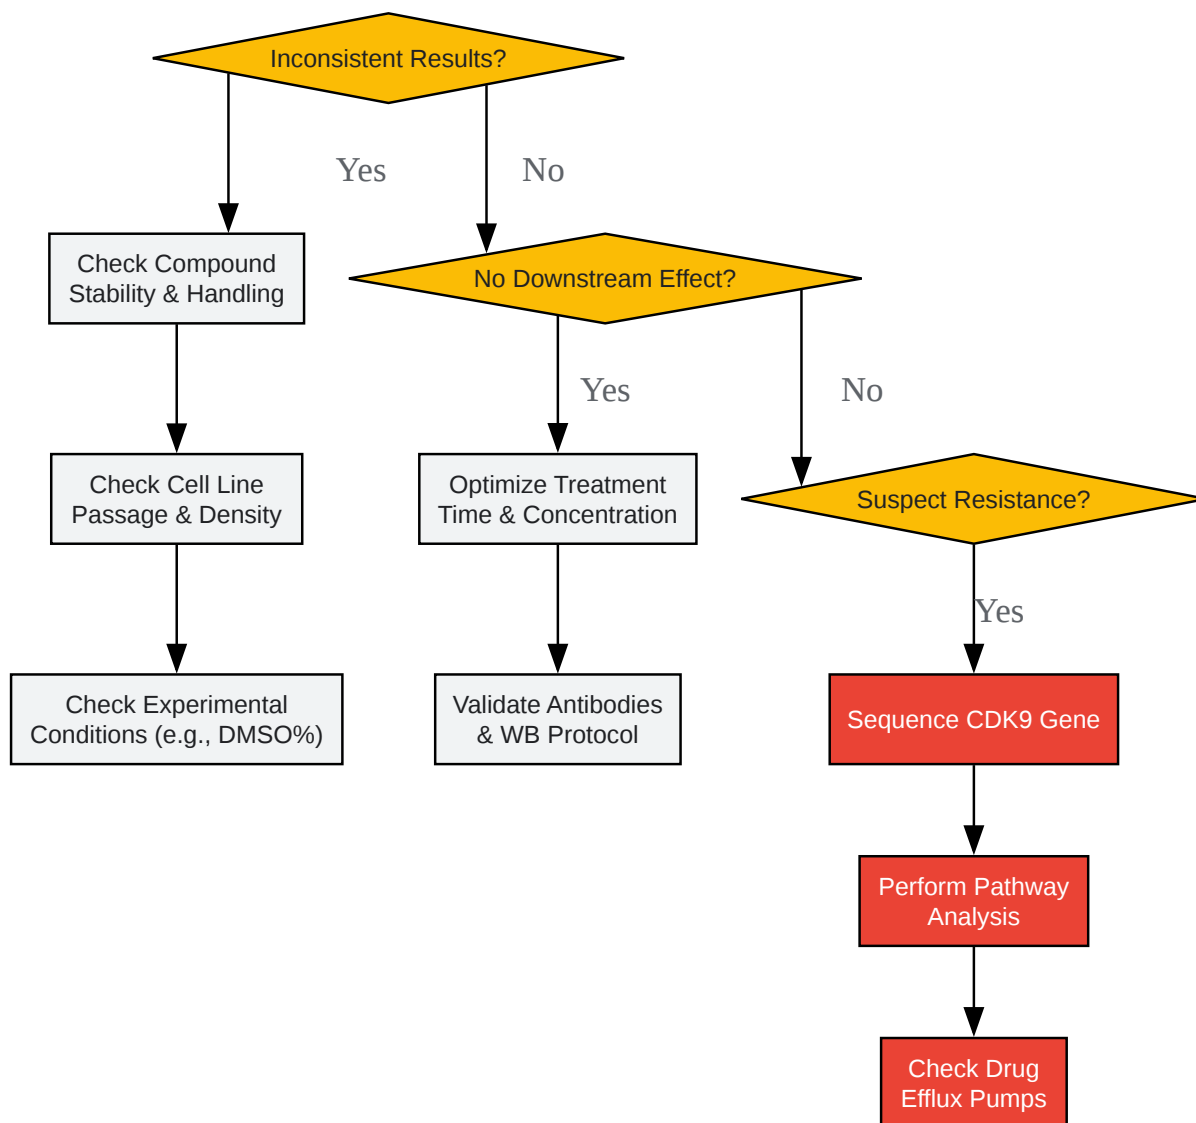 Inconsistent Results?
Yes
No
Check Compound
Stability & Handling
No Downstream Effect?
Yes
No
Check Cell Line
Passage & Density
Optimize Treatment
Time & Concentration
Suspect Resistance?
Yes
Check Experimental
Conditions (e.g., DMSO%)
Validate Antibodies
& WB Protocol
Sequence CDK9 Gene
Perform Pathway
Analysis
Check Drug
Efflux Pumps